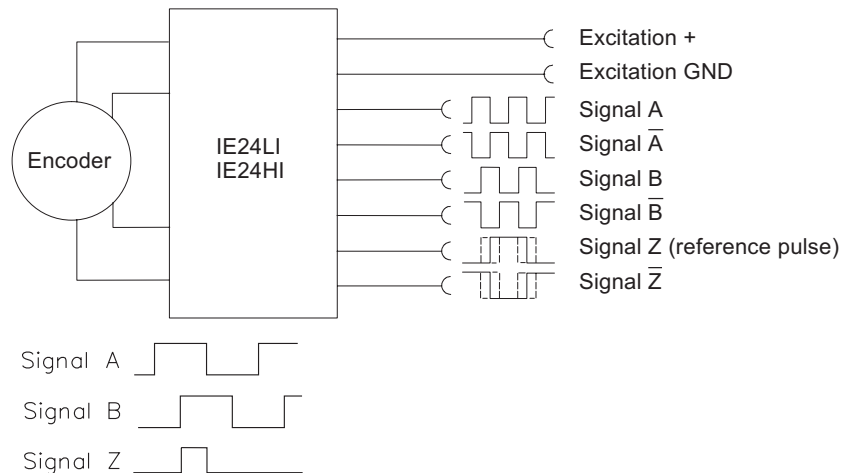 Excitation +
Excitation GND
Signal A
Signal A̅
Signal B
Signal B̅
Signal Z (reference pulse)
Signal Z̅
Encoder
IE24LI
IE24HI
Signal A
Signal B
Signal Z